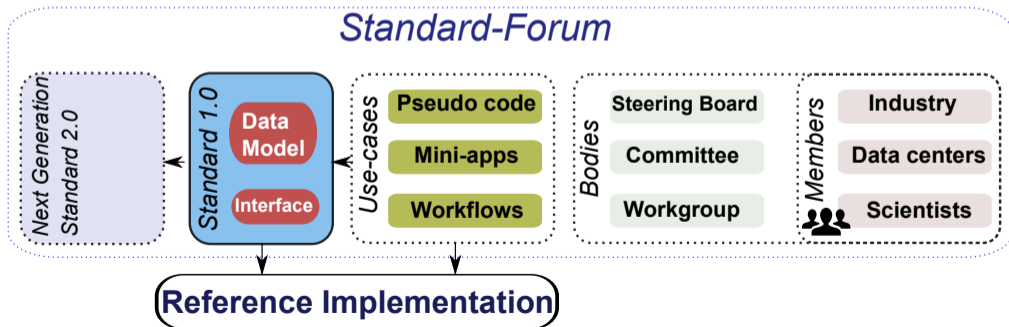 Standard-Forum
Next Generation
Standard 2.0
Standard 1.0
Data
Model
Interface
Use-cases
Pseudo code
Mini-apps
Workflows
Bodies
Steering Board
Committee
Workgroup
Members
Industry
Data centers
Scientists
Reference Implementation